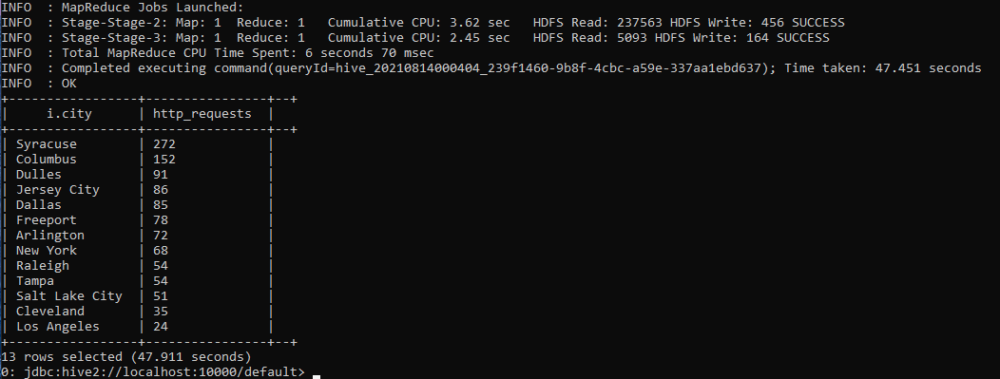 INFO  : MapReduce Jobs Launched:
INFO  : Stage-Stage-2: Map: 1  Reduce: 1   Cumulative CPU: 3.62 sec   HDFS Read: 237563 HDFS Write: 456 SUCCESS
INFO  : Stage-Stage-3: Map: 1  Reduce: 1   Cumulative CPU: 2.45 sec   HDFS Read: 5093 HDFS Write: 164 SUCCESS
INFO  : Total MapReduce CPU Time Spent: 6 seconds 70 msec
INFO  : Completed executing command(queryId=hive_20210814000404_239f1460-9b8f-4cbc-a59e-337aa1ebd637); Time taken: 47.451 seconds
INFO  : OK
+-----------------+----------------+--+
|     i.city      | http_requests  |
+-----------------+----------------+--+
| Syracuse        | 272            |
| Columbus        | 152            |
| Dulles          | 91             |
| Jersey City     | 86             |
| Dallas          | 85             |
| Freeport        | 78             |
| Arlington       | 72             |
| New York        | 68             |
| Raleigh         | 54             |
| Tampa           | 54             |
| Salt Lake City  | 51             |
| Cleveland       | 35             |
| Los Angeles     | 24             |
+-----------------+----------------+--+
13 rows selected (47.911 seconds)
0: jdbc:hive2://localhost:10000/default>